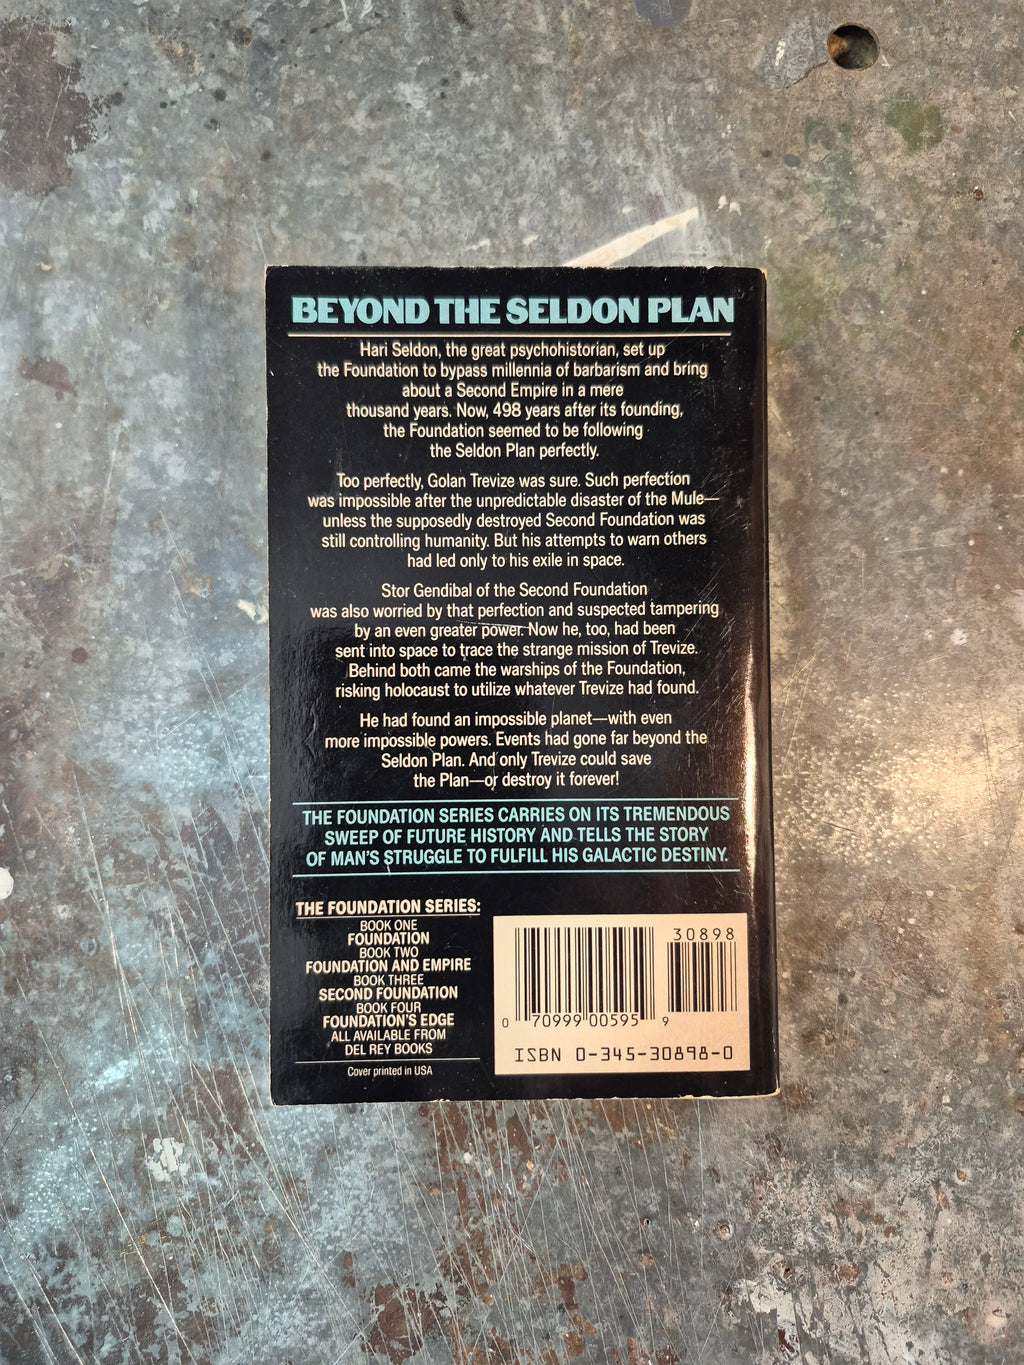 BEYOND THE SELDON PLAN
Hari Seldon, the great psychohistorian, set up
the Foundation to bypass millennia of barbarism and bring
about a Second Empire in a mere
thousand years. Now, 498 years after its founding,
the Foundation seemed to be following
the Seldon Plan perfectly.
Too perfectly, Golan Trevize was sure. Such perfection
was impossible after the unpredictable disaster of the Mule—
unless the supposedly destroyed Second Foundation was
still controlling humanity. But his attempts to warn others
had led only to his exile in space.
Stor Gendibal of the Second Foundation
was also worried by that perfection and suspected tampering
by an even greater power. Now he, too, had been
sent into space to trace the strange mission of Trevize.
Behind both came the warships of the Foundation,
risking holocaust to utilize whatever Trevize had found.
He had found an impossible planet—with even
more impossible powers. Events had gone far beyond the
Seldon Plan. And only Trevize could save
the Plan—or destroy it forever!
THE FOUNDATION SERIES CARRIES ON ITS TREMENDOUS
SWEEP OF FUTURE HISTORY AND TELLS THE STORY
OF MAN'S STRUGGLE TO FULFILL HIS GALACTIC DESTINY.
THE FOUNDATION SERIES:
BOOK ONE
FOUNDATION
BOOK TWO
FOUNDATION AND EMPIRE
BOOK THREE
SECOND FOUNDATION
BOOK FOUR
FOUNDATION'S EDGE
ALL AVAILABLE FROM
DEL REY BOOKS
Cover printed in USA
30898
0 70999 00595 9
ISBN 0-345-30898-0